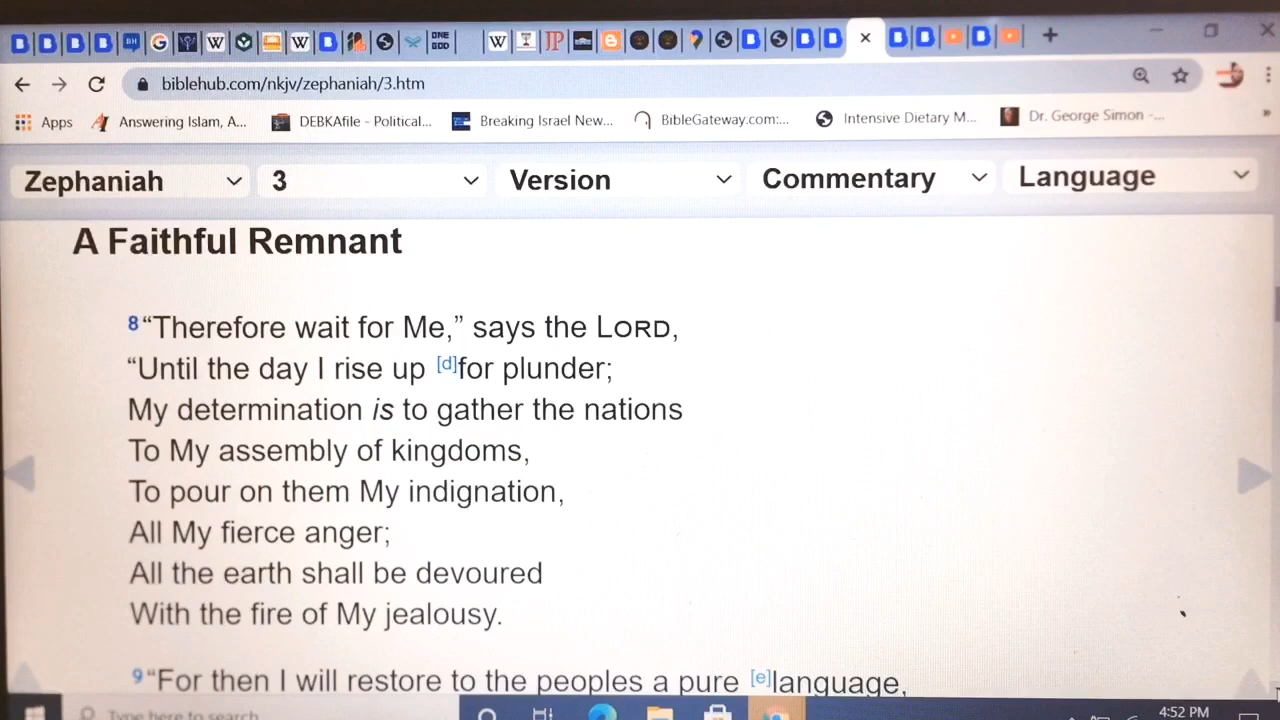 BH
G
W
W
ONE GOD
W
JP
biblehub.com/nkjv/zephaniah/3.htm
Apps Answering Islam, A... DEBKAfile - Political... Breaking Israel New... BibleGateway.com:... Intensive Dietary M... Dr. George Simon -... »
Zephaniah 3 Version Commentary Language
A Faithful Remnant
8 “Therefore wait for Me,” says the LORD,
“Until the day I rise up [d]for plunder;
My determination is to gather the nations
To My assembly of kingdoms,
To pour on them My indignation,
All My fierce anger;
All the earth shall be devoured
With the fire of My jealousy.
9 “For then I will restore to the peoples a pure [e]language,
Type here to search
4:52 PM